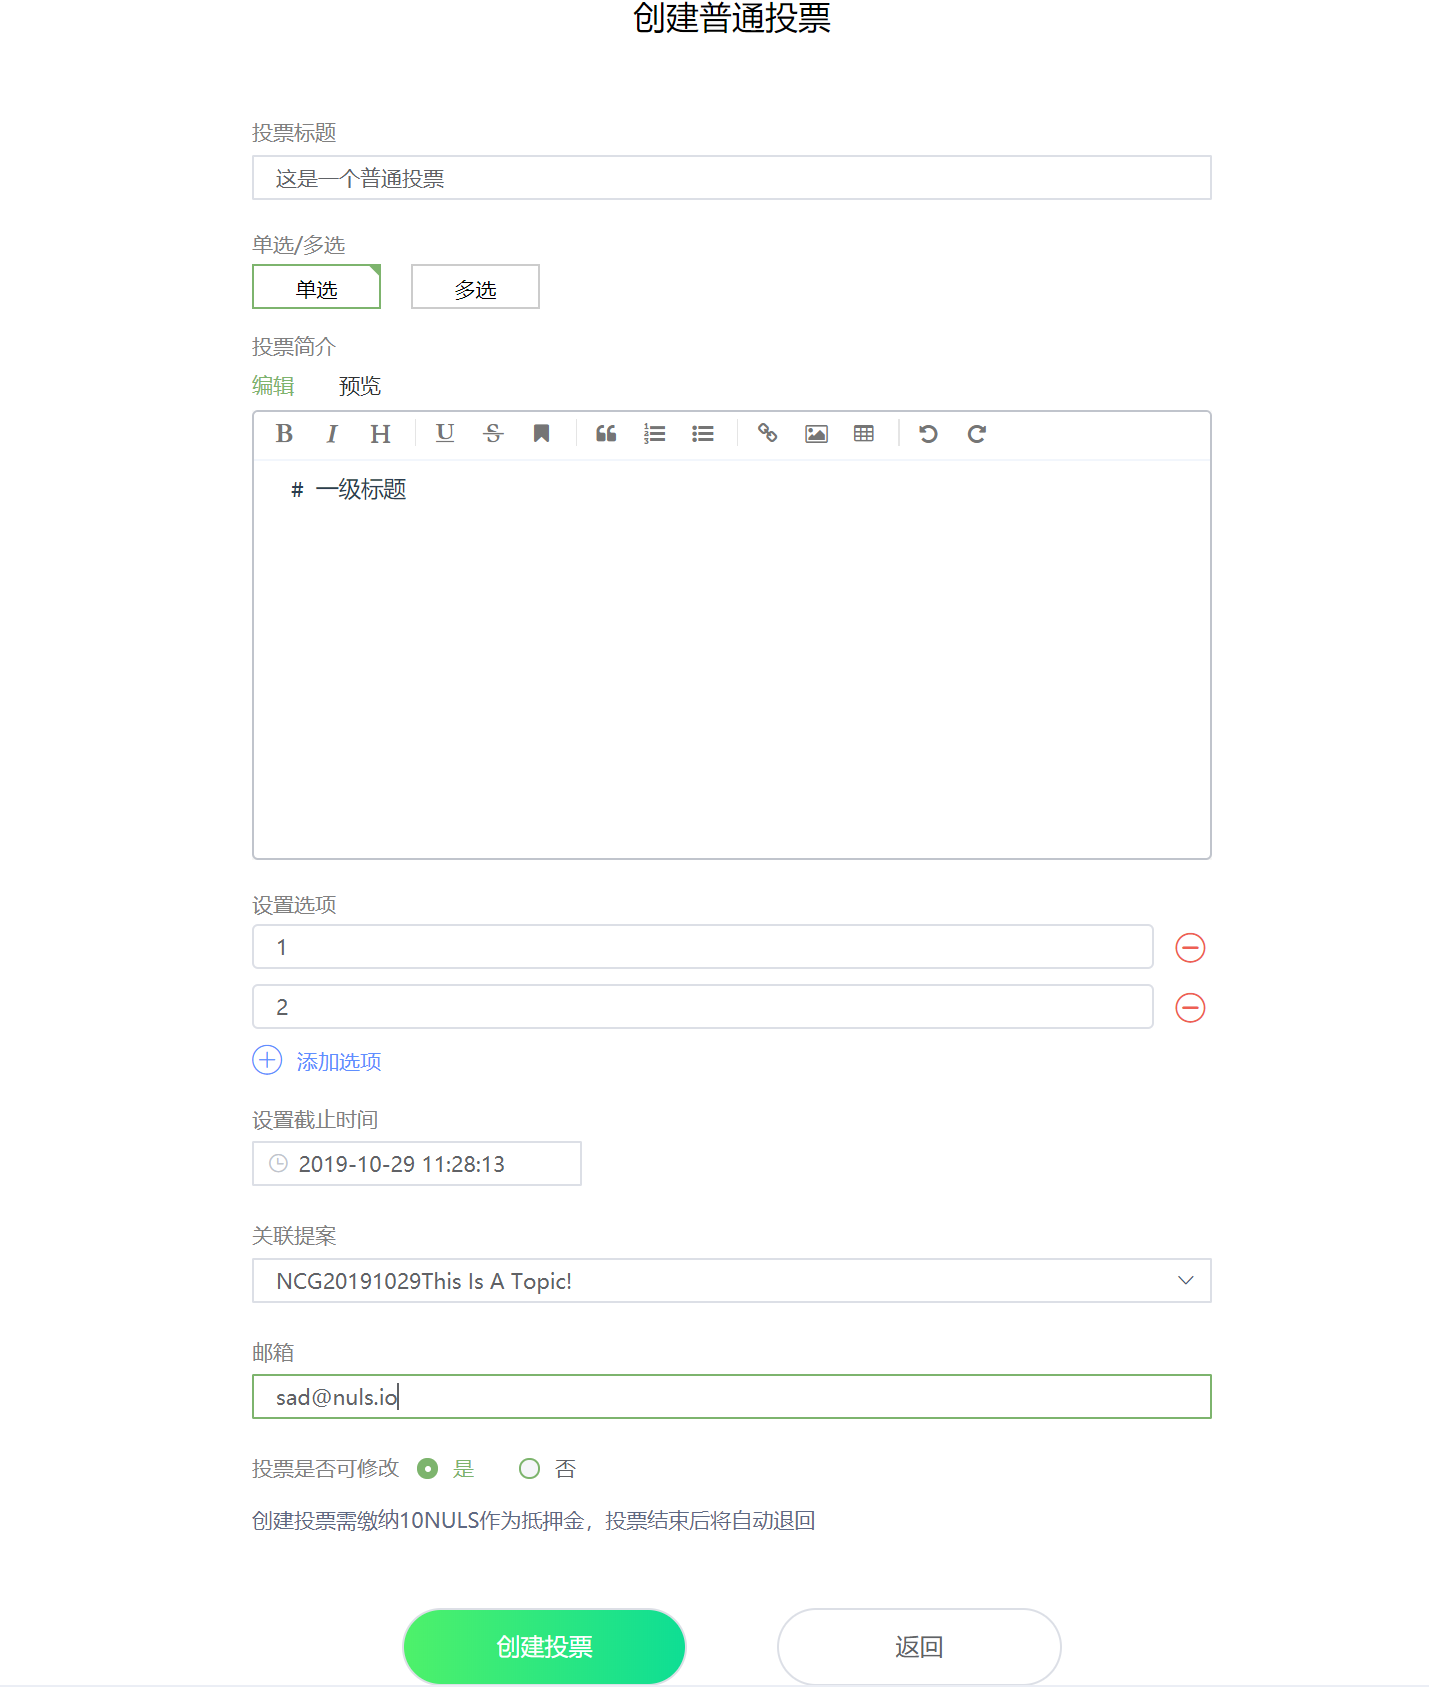 创建普通投票
投票标题
这是一个普通投票
单选/多选
单选 多选
投票简介
编辑 预览
B I H U S
# 一级标题
设置选项
1
2
添加选项
设置截止时间
2019-10-29 11:28:13
关联提案
NCG20191029This Is A Topic!
邮箱
sad@nuls.io
投票是否可修改 是 否
创建投票需缴纳10NULS作为抵押金，投票结束后将自动退回
创建投票 返回